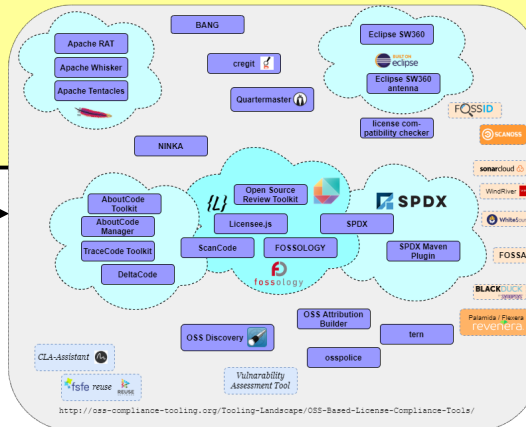 BANG
Apache RAT
Apache Whisker
Apache Tentacles
cregit
Quartermaster
Eclipse SW360
BUILT ON
eclipse
Eclipse SW360
antenna
license com-
patibility checker
FOSSID
SCANOSS
sonarcloud
WindRiver
WhiteSour
FOSSA
BLACKDUCK
Palamida / Flexera
revenera
NINKA
AboutCode
Toolkit
AboutCode
Manager
TraceCode Toolkit
DeltaCode
{L}
Open Source
Review Toolkit
Licensee.js
ScanCode
FOSSOLOGY
fossology
SPDX
SPDX
SPDX Maven
Plugin
OSS Discovery
OSS Attribution
Builder
osspolice
tern
CLA-Assistant
fsfe reuse
REUSE
Vulnarability
Assessment Tool
http://oss-compliance-tooling.org/Tooling-Landscape/OSS-Based-License-Compliance-Tools/